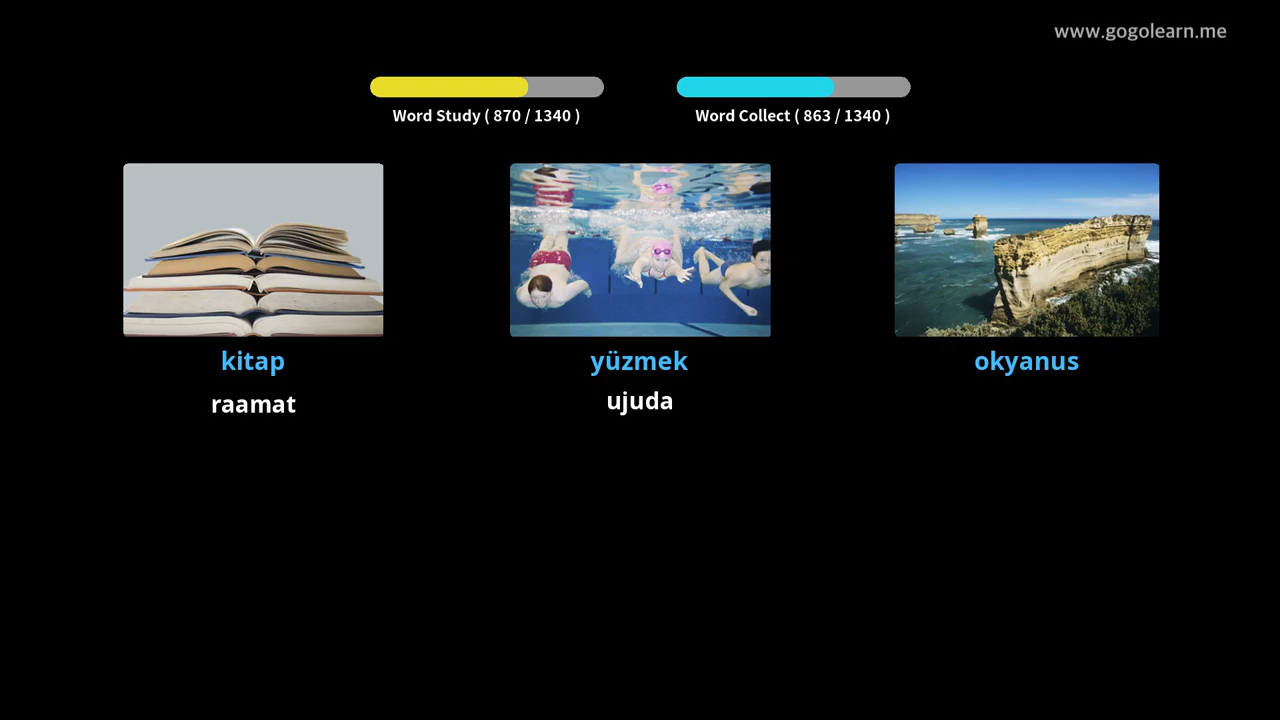 www.gogolearn.me
Word Study ( 870 / 1340 )
Word Collect ( 863 / 1340 )
kitap
yüzmek
okyanus
raamat
ujuda